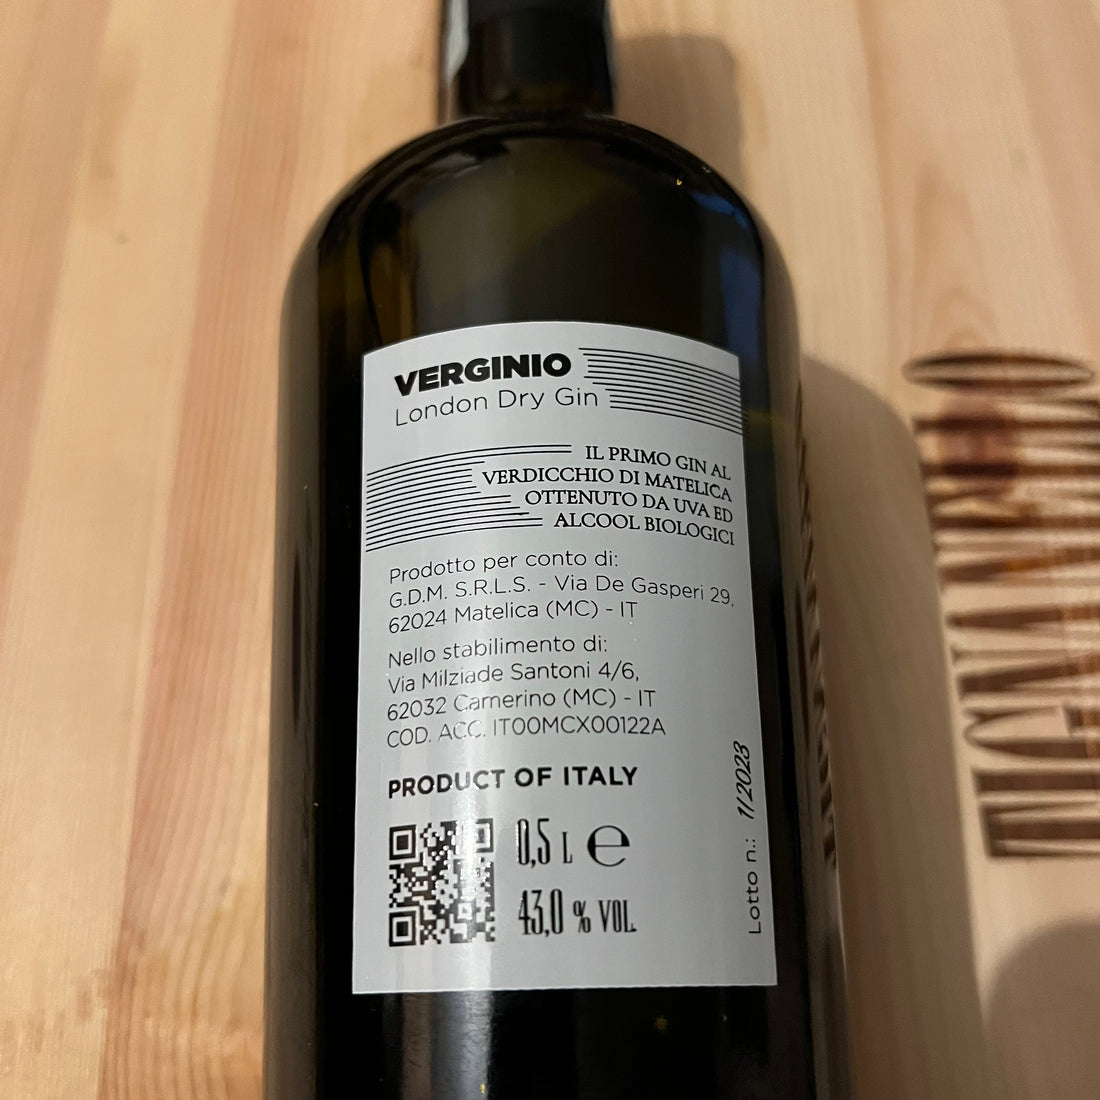 VERGINIO
London Dry Gin
IL PRIMO GIN AL
VERDICCHIO DI MATELICA
OTTENUTO DA UVA ED
ALCOOL BIOLOGICI
Prodotto per conto di:
G.D.M. S.R.L.S. - Via De Gasperi 29,
62024 Matelica (MC) - IT
Nello stabilimento di:
Via Milziade Santoni 4/6,
62032 Camerino (MC) - IT
COD. ACC. IT00MCX00122A
PRODUCT OF ITALY
0,5 L ℮
43,0 % VOL.
Lotto n.: 1/2023